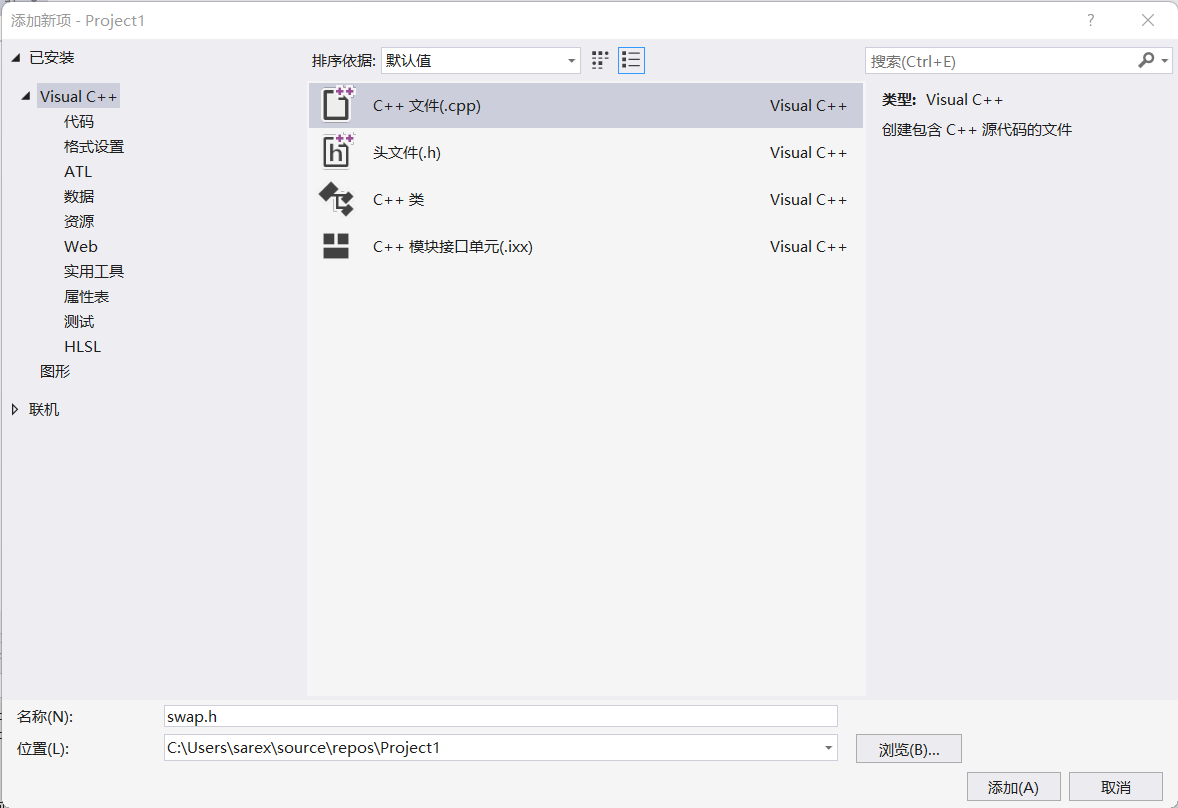 添加新项 - Project1
?
已安装
排序依据: 默认值
搜索(Ctrl+E)
Visual C++
代码
格式设置
ATL
数据
资源
Web
实用工具
属性表
测试
HLSL
图形
联机
C++ 文件(.cpp) Visual C++
头文件(.h) Visual C++
C++ 类 Visual C++
C++ 模块接口单元(.ixx) Visual C++
类型: Visual C++
创建包含 C++ 源代码的文件
名称(N): swap.h
位置(L): C:\Users\sarex\source\repos\Project1
浏览(B)...
添加(A) 取消